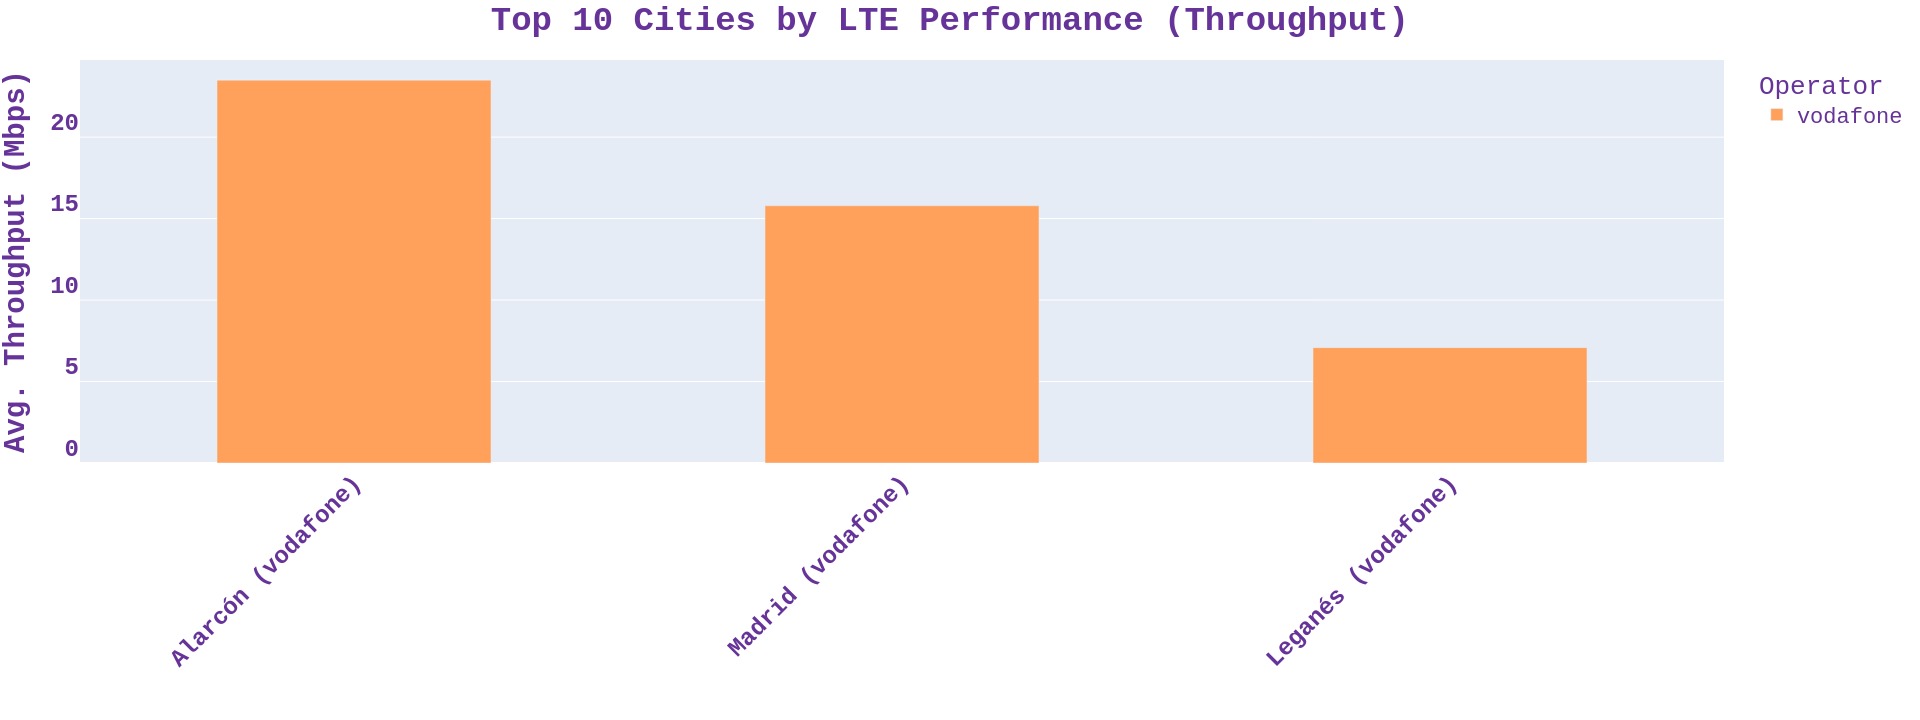 Top 10 Cities by LTE Performance (Throughput)
Avg. Throughput (Mbps)
20
15
10
5
0
Alarcón (vodafone)
Madrid (vodafone)
Leganés (vodafone)
Operator
vodafone